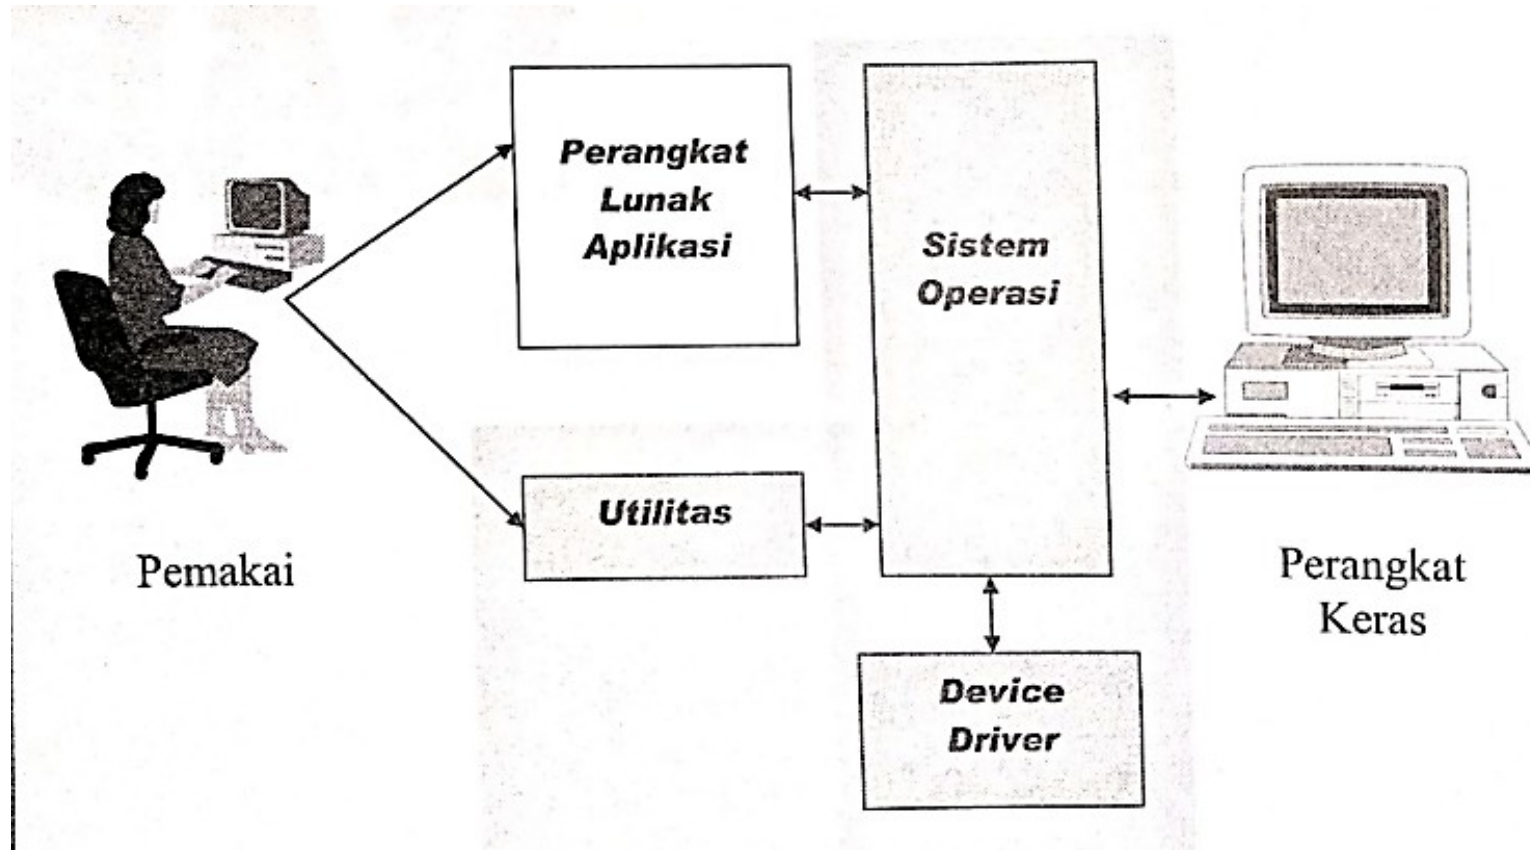 Perangkat
Lunak
Aplikasi
Sistem
Operasi
Utilitas
Pemakai
Perangkat
Keras
Device
Driver